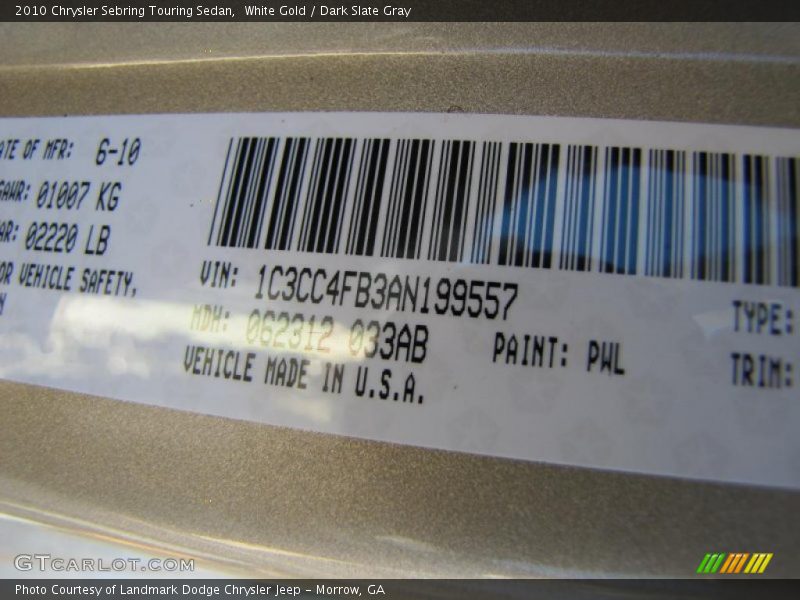 2010 Chrysler Sebring Touring Sedan, White Gold / Dark Slate Gray
ATE OF MFR: 6-10
GAWR: 01007 KG
AR: 02220 LB
OR VEHICLE SAFETY,
VIN: 1C3CC4FB3AN199557
MDH: 062312 033AB
PAINT: PWL
VEHICLE MADE IN U.S.A.
TYPE:
TRIM:
GTCARLOT.COM
Photo Courtesy of Landmark Dodge Chrysler Jeep – Morrow, GA